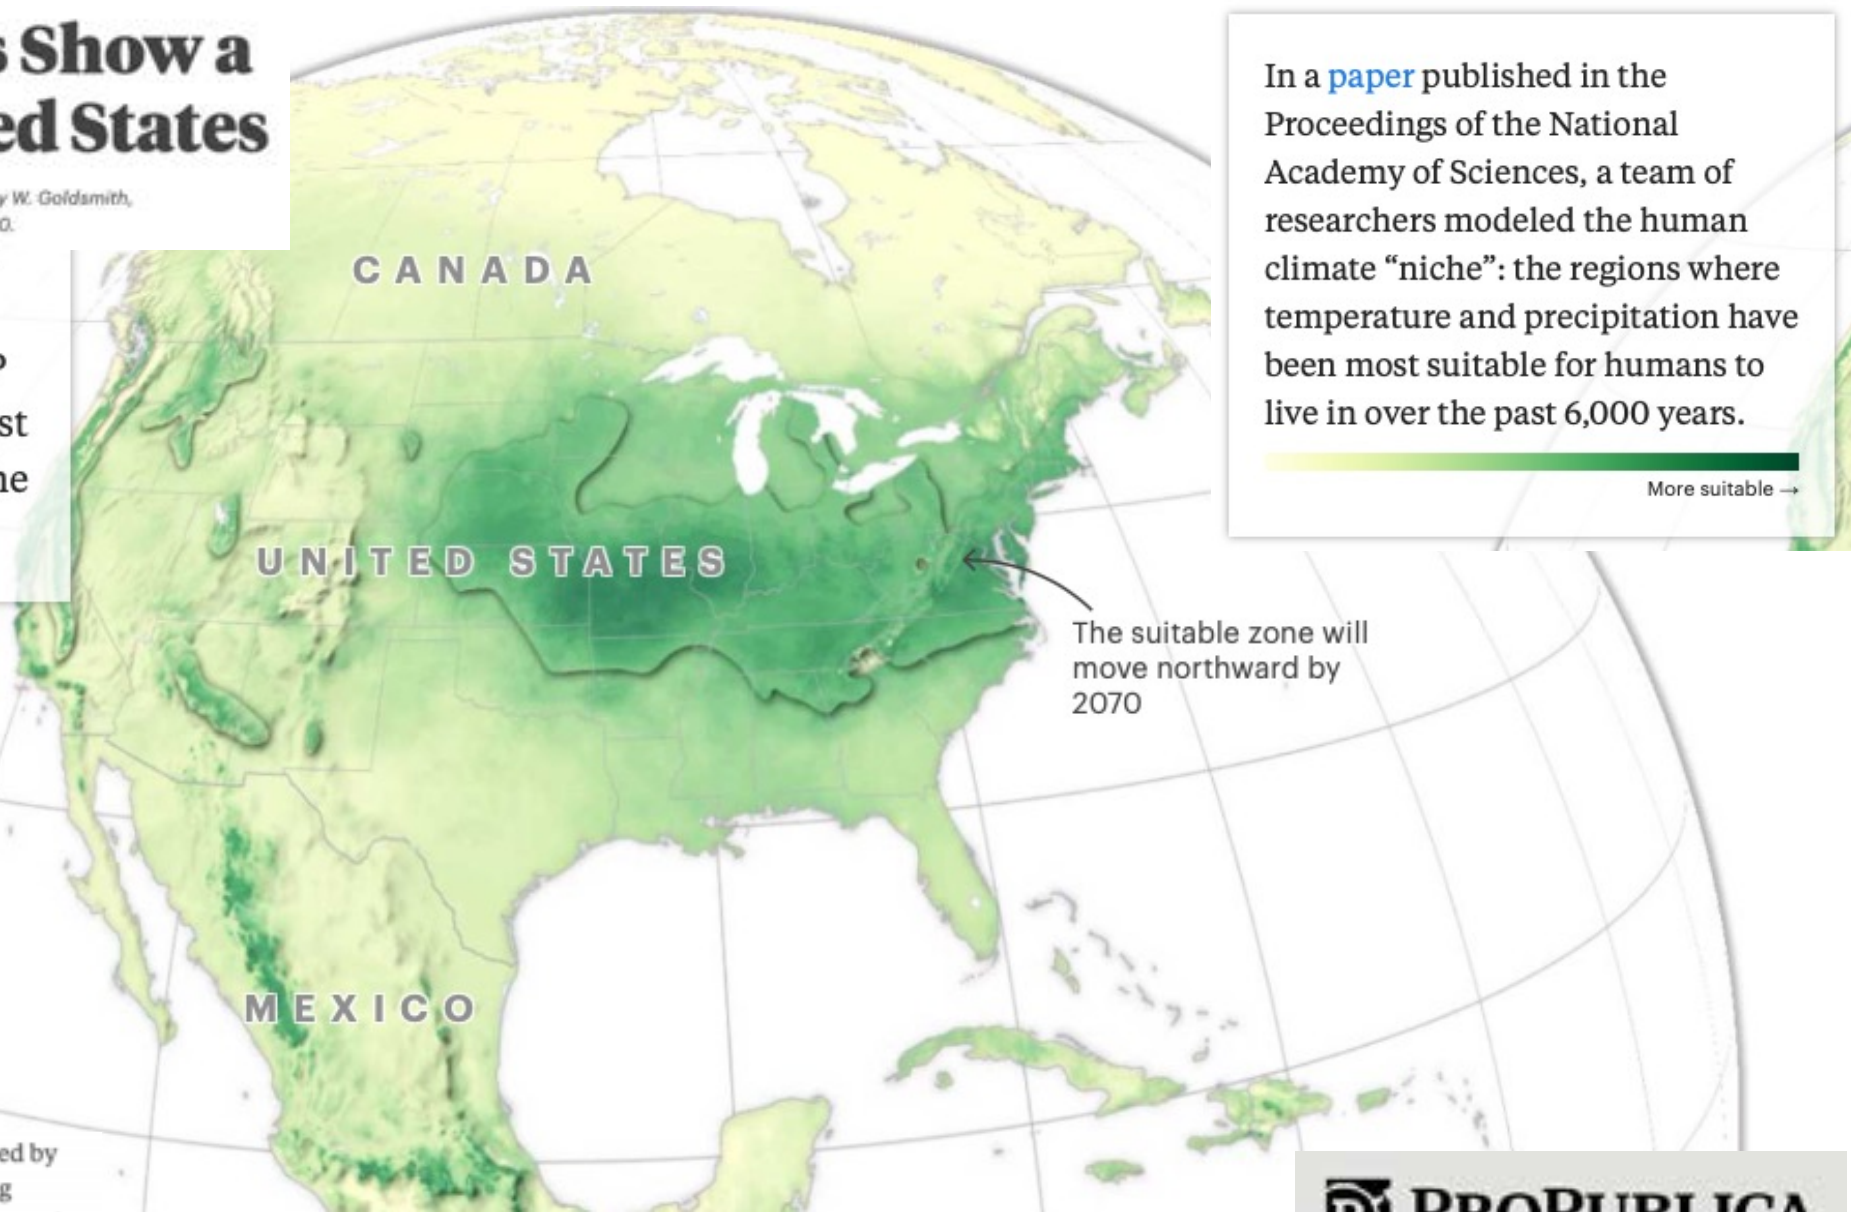 s Show a
ed States
y W. Goldsmith,
0.
st
ne
ed by
g
CANADA
UNITED STATES
MEXICO
The suitable zone will
move northward by
2070
In a paper published in the
Proceedings of the National
Academy of Sciences, a team of
researchers modeled the human
climate “niche”: the regions where
temperature and precipitation have
been most suitable for humans to
live in over the past 6,000 years.
More suitable →
PROPUBLICA